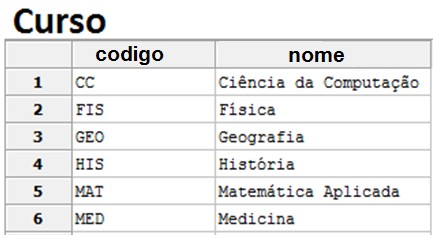 Curso
codigo nome
1 CC Ciência da Computação
2 FIS Física
3 GEO Geografia
4 HIS História
5 MAT Matemática Aplicada
6 MED Medicina